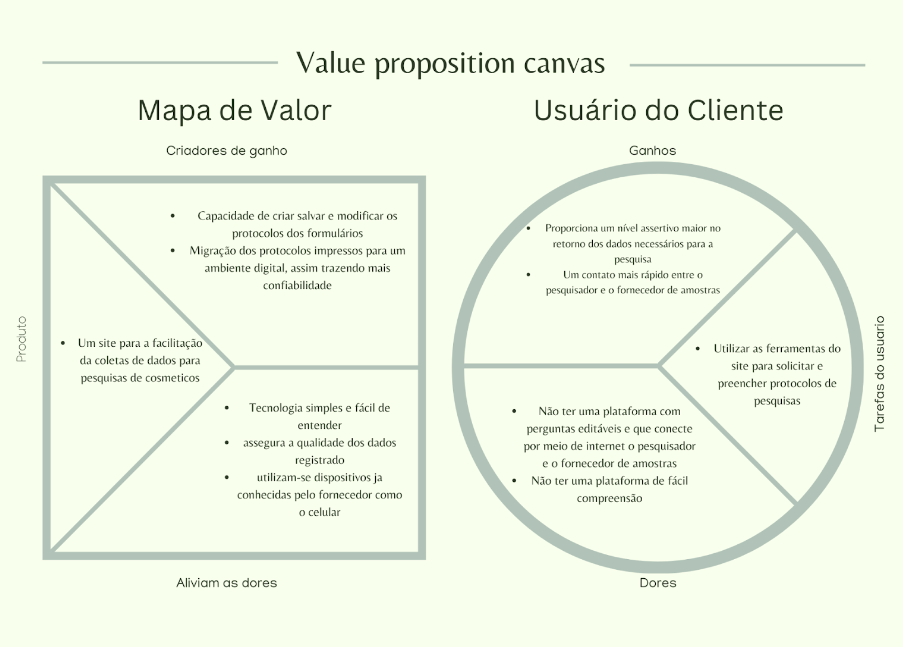 Value proposition canvas
Mapa de Valor
Criadores de ganho
• Capacidade de criar salvar e modificar os
protocolos dos formulários
• Migração dos protocolos impressos para um
ambiente digital, assim trazendo mais
confiabilidade
Produto
• Um site para a facilitação
da coletas de dados para
pesquisas de cosmeticos
• Tecnologia simples e fácil de
entender
• assegura a qualidade dos dados
registrado
• utilizam-se dispositivos ja
conhecidas pelo fornecedor como
o celular
Aliviam as dores
Usuário do Cliente
Ganhos
• Proporciona um nível assertivo maior no
retorno dos dados necessários para a
pesquisa
• Um contato mais rápido entre o
pesquisador e o fornecedor de amostras
• Utilizar as ferramentas do
site para solicitar e
preencher protocolos de
pesquisas
Tarefas do usuario
• Não ter uma plataforma com
perguntas editáveis e que conecte
por meio de internet o pesquisador
e o fornecedor de amostras
• Não ter uma plataforma de fácil
compreensão
Dores